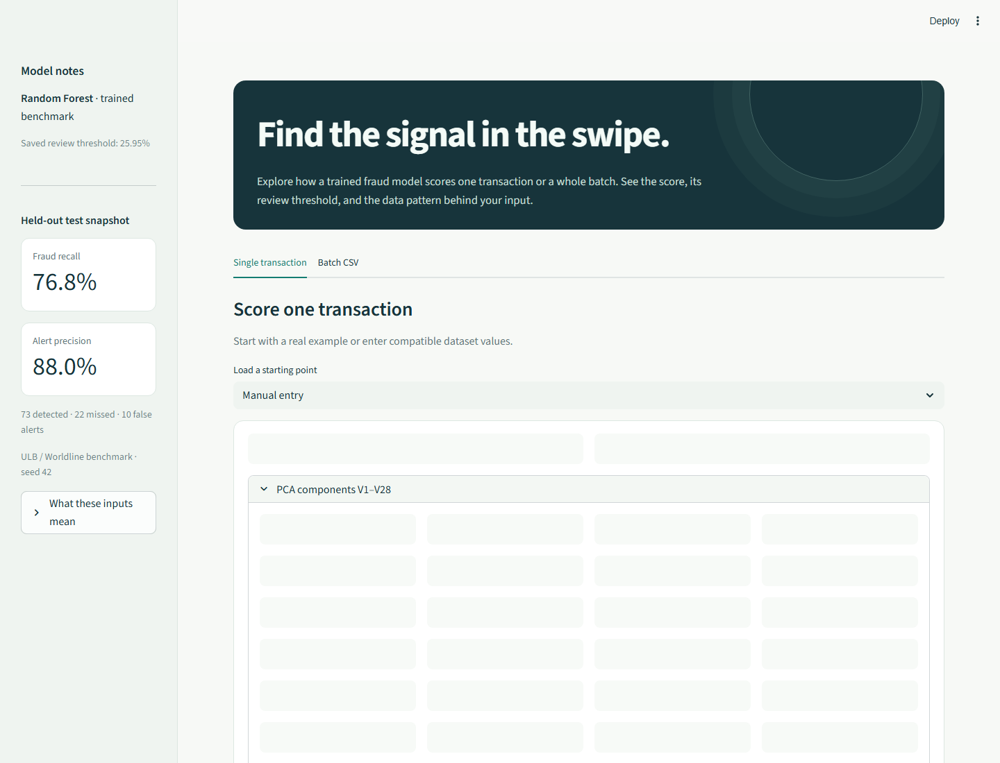 Deploy
Model notes
Random Forest · trained
benchmark
Saved review threshold: 25.95%
Held-out test snapshot
Fraud recall
76.8%
Alert precision
88.0%
73 detected · 22 missed · 10 false
alerts
ULB / Worldline benchmark ·
seed 42
What these inputs
mean
Find the signal in the swipe.
Explore how a trained fraud model scores one transaction or a whole batch. See the score, its
review threshold, and the data pattern behind your input.
Single transaction Batch CSV
Score one transaction
Start with a real example or enter compatible dataset values.
Load a starting point
Manual entry
PCA components V1–V28